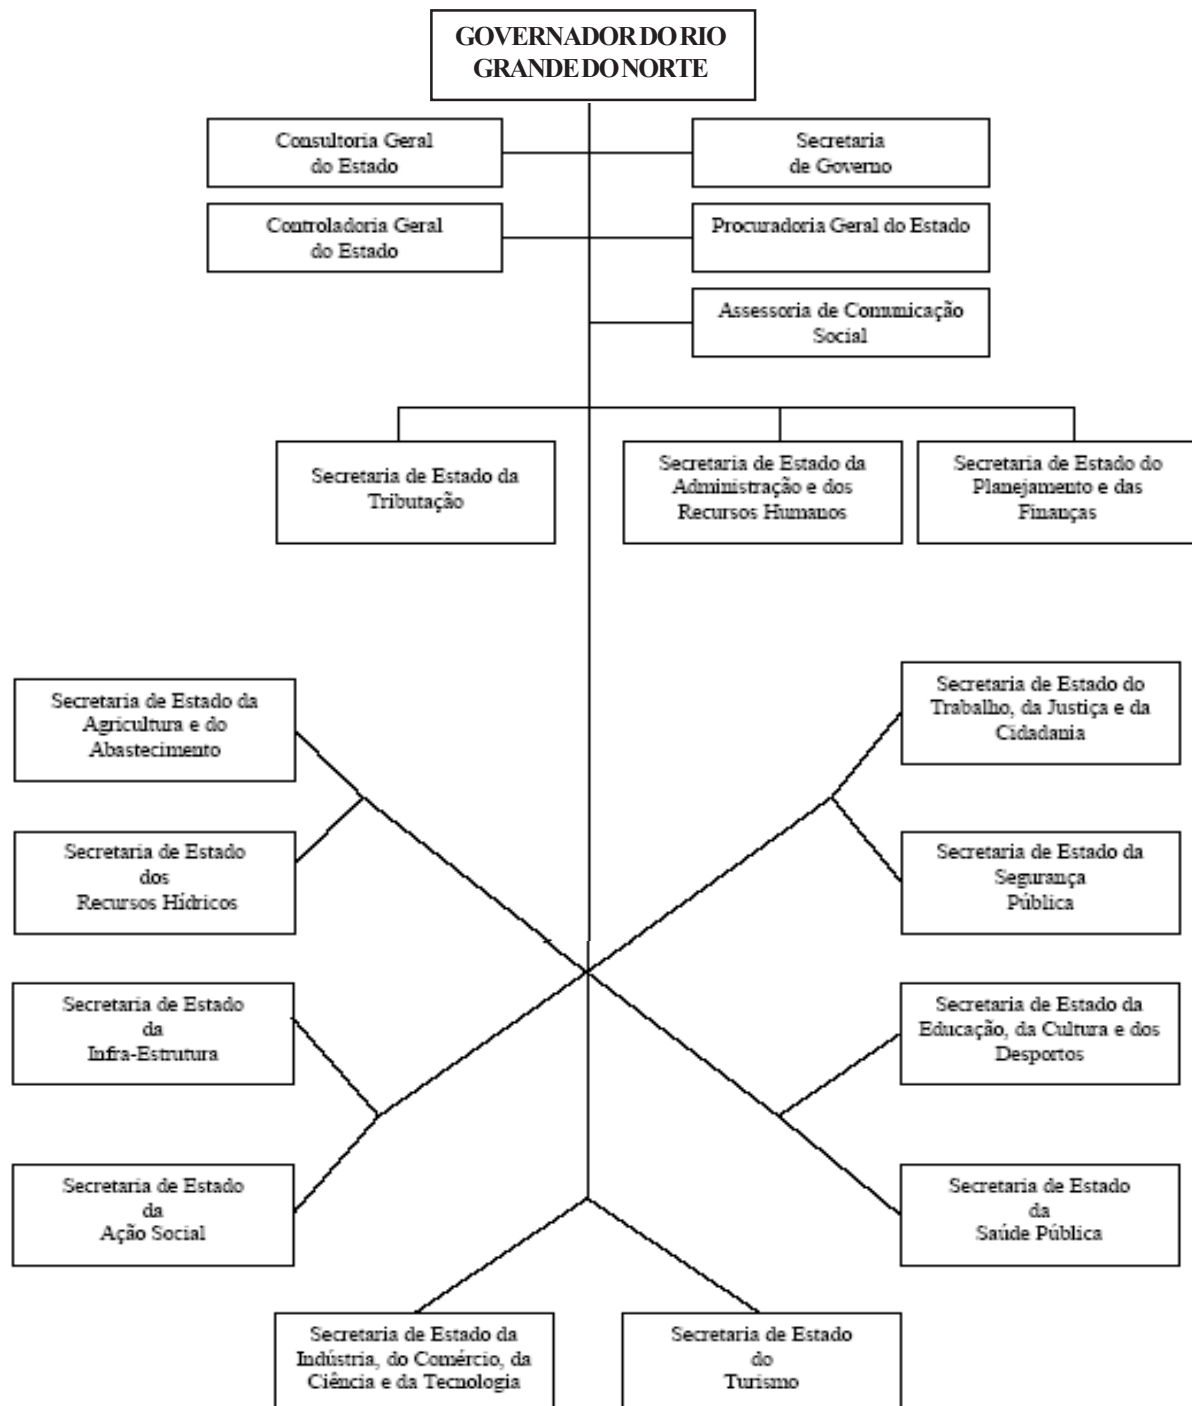 GOVERNADOR DO RIO
GRANDE DO NORTE
Consultoria Geral
do Estado
Secretaria
de Governo
Controladoria Geral
do Estado
Procuradoria Geral do Estado
Assessoria de Comunicação
Social
Secretaria de Estado da
Tributação
Secretaria de Estado da
Administração e dos
Recursos Humanos
Secretaria de Estado do
Planejamento e das
Finanças
Secretaria de Estado da
Agricultura e do
Abastecimento
Secretaria de Estado do
Trabalho, da Justiça e da
Cidadania
Secretaria de Estado
dos
Recursos Hídricos
Secretaria de Estado da
Segurança
Pública
Secretaria de Estado
da
Infra-Estrutura
Secretaria de Estado da
Educação, da Cultura e dos
Desportos
Secretaria de Estado
da
Ação Social
Secretaria de Estado
da
Saúde Pública
Secretaria de Estado da
Indústria, do Comércio, da
Ciência e da Tecnologia
Secretaria de Estado
do
Turismo